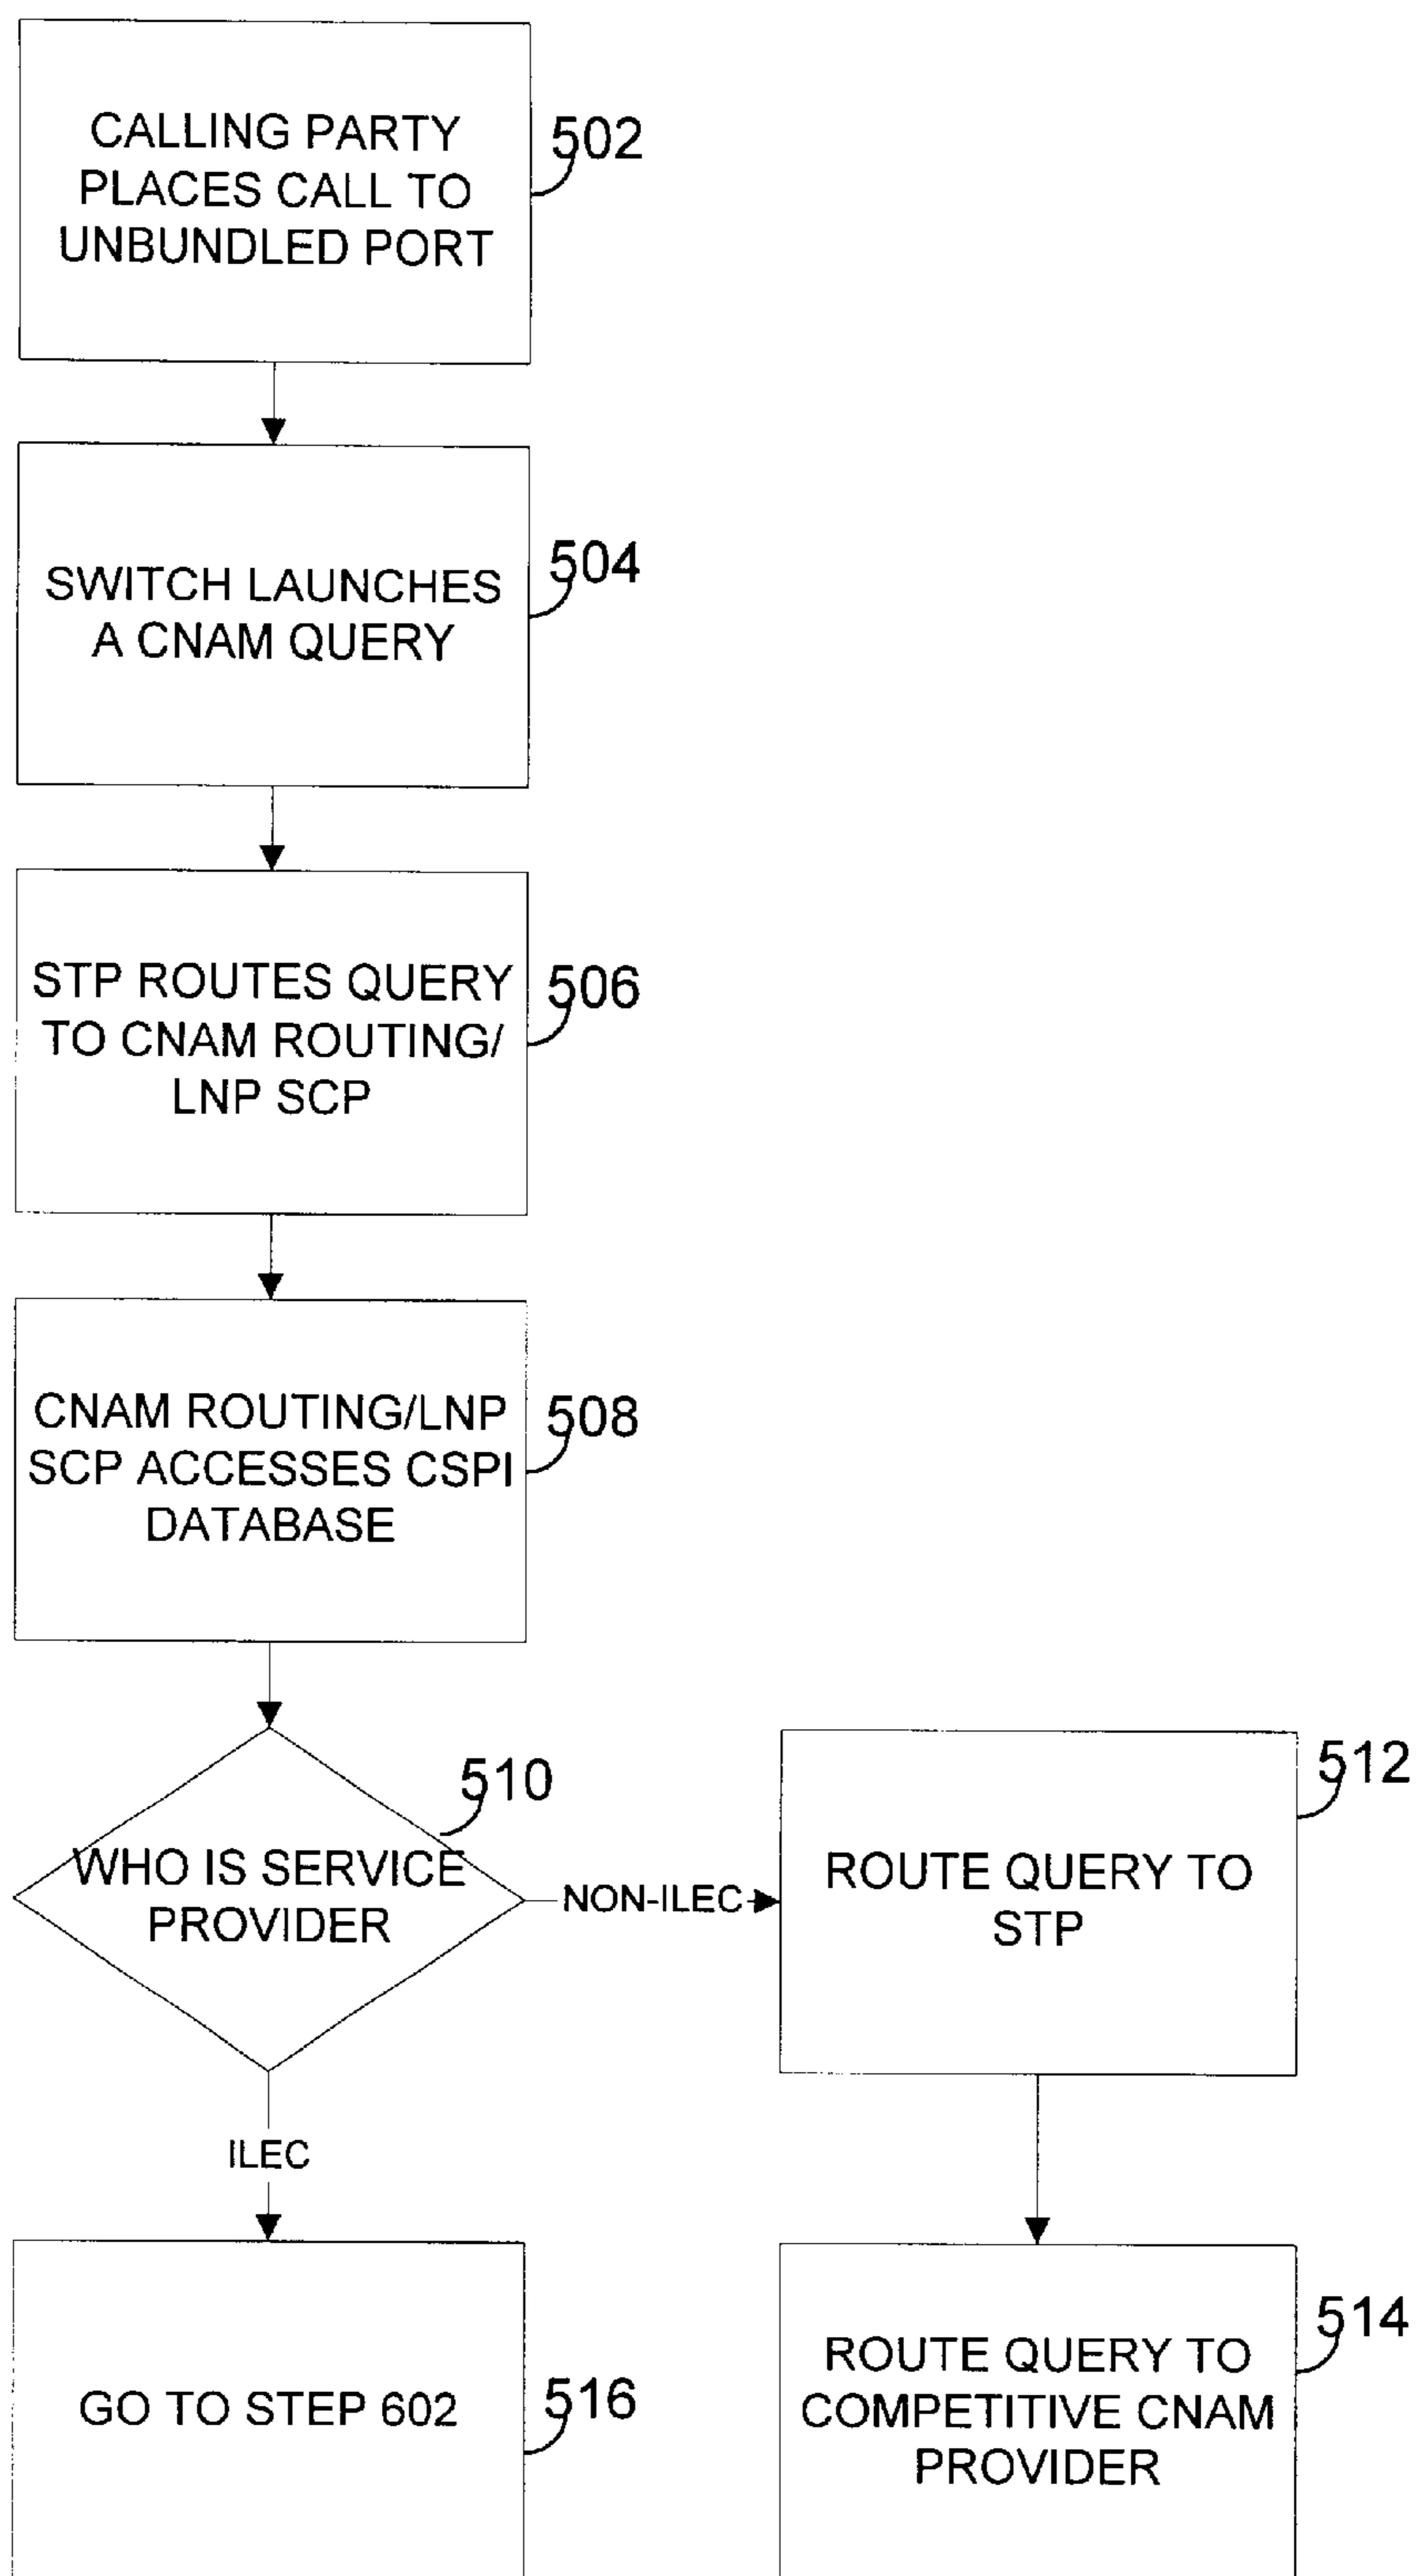 CALLING PARTY
PLACES CALL TO
UNBUNDLED PORT
502
SWITCH LAUNCHES
A CNAM QUERY
504
STP ROUTES QUERY
TO CNAM ROUTING/
LNP SCP
506
CNAM ROUTING/LNP
SCP ACCESSES CSPI
DATABASE
508
510
WHO IS SERVICE
PROVIDER
NON-ILEC
512
ROUTE QUERY TO
STP
ILEC
GO TO STEP 602
516
514
ROUTE QUERY TO
COMPETITIVE CNAM
PROVIDER